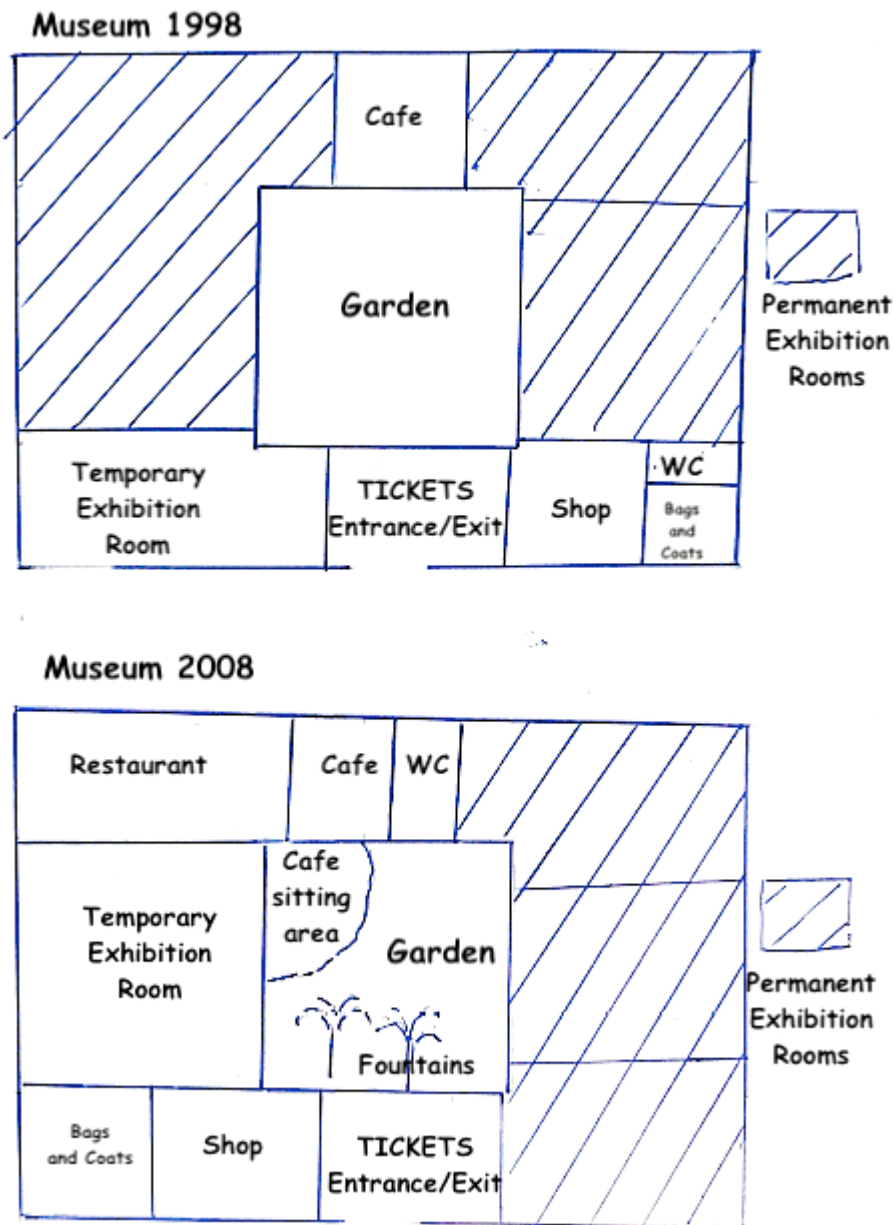 Museum 1998
Cafe
Garden
Permanent
Exhibition
Rooms
Temporary
Exhibition
Room
TICKETS
Entrance/Exit
Shop
WC
Bags
and
Coats
Museum 2008
Restaurant
Cafe
WC
Cafe
sitting
area
Temporary
Exhibition
Room
Garden
Fountains
Permanent
Exhibition
Rooms
Bags
and Coats
Shop
TICKETS
Entrance/Exit